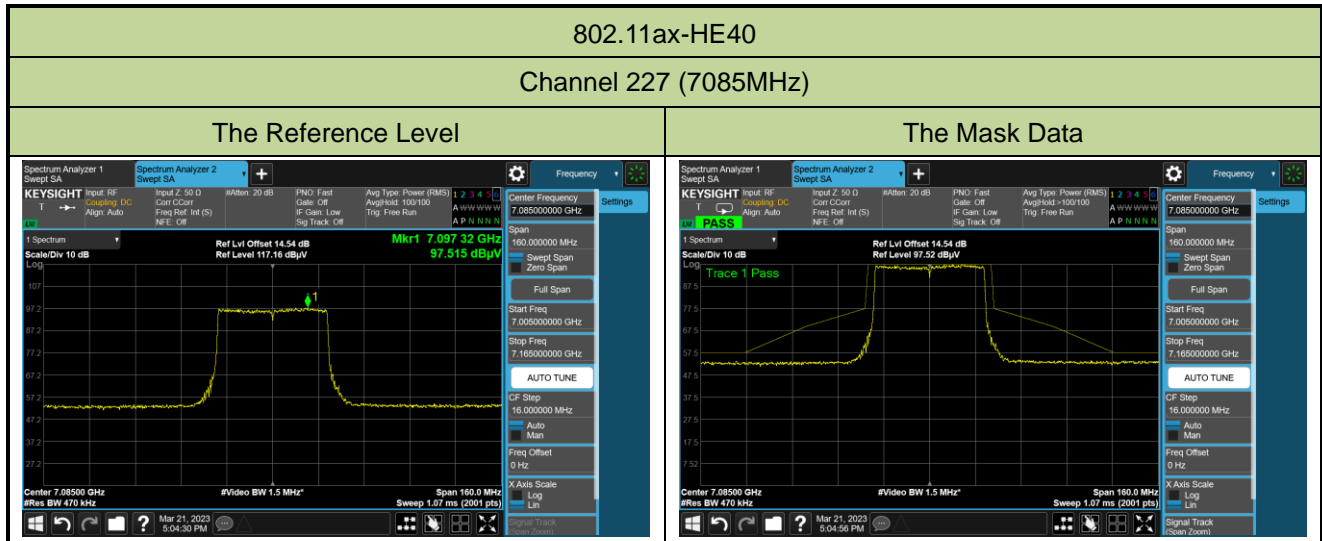 802.11ax-HE40
Channel 227 (7085MHz)
The Reference Level
The Mask Data
Spectrum Analyzer 1
Swept SA
Spectrum Analyzer 2
Swept SA
+
Frequency
KEYSIGHT
T
Input: RF
Coupling: DC
Align: Auto
Input Z: 50 Ω
Corr CCorr
Freq Ref: Int (S)
NFE: Off
#Atten: 20 dB
PNO: Fast
Gate: Off
IF Gain: Low
Sig Track: Off
Avg Type: Power (RMS)
Avg|Hold: 100/100
Trig: Free Run
1 2 3 4 5 6
A W W W W W
A P N N N N
Center Frequency
7.085000000 GHz
Settings
1 Spectrum
Scale/Div 10 dB
Log
Ref Lvl Offset 14.54 dB
Ref Level 117.16 dBµV
Mkr1 7.097 32 GHz
97.515 dBµV
1
107
97.2
87.2
77.2
67.2
57.2
47.2
37.2
27.2
Span
160.000000 MHz
Swept Span
Zero Span
Full Span
Start Freq
7.005000000 GHz
Stop Freq
7.165000000 GHz
AUTO TUNE
CF Step
16.000000 MHz
Auto
Man
Freq Offset
0 Hz
X Axis Scale
Log
Lin
Signal Track
(Span Zoom)
Center 7.08500 GHz
#Res BW 470 kHz
#Video BW 1.5 MHz*
Span 160.0 MHz
Sweep 1.07 ms (2001 pts)
?
Mar 21, 2023
5:04:30 PM
Spectrum Analyzer 1
Swept SA
Spectrum Analyzer 2
Swept SA
+
Frequency
KEYSIGHT
T
PASS
Input: RF
Coupling: DC
Align: Auto
Input Z: 50 Ω
Corr CCorr
Freq Ref: Int (S)
NFE: Off
#Atten: 20 dB
PNO: Fast
Gate: Off
IF Gain: Low
Sig Track: Off
Avg Type: Power (RMS)
Avg|Hold:>100/100
Trig: Free Run
1 2 3 4 5 6
A W W W W W
A P N N N N
Center Frequency
7.085000000 GHz
Settings
1 Spectrum
Scale/Div 10 dB
Log
Ref Lvl Offset 14.54 dB
Ref Level 97.52 dBµV
Trace 1 Pass
87.5
77.5
67.5
57.5
47.5
37.5
27.5
17.5
7.52
Span
160.000000 MHz
Swept Span
Zero Span
Full Span
Start Freq
7.005000000 GHz
Stop Freq
7.165000000 GHz
AUTO TUNE
CF Step
16.000000 MHz
Auto
Man
Freq Offset
0 Hz
X Axis Scale
Log
Lin
Signal Track
(Span Zoom)
Center 7.08500 GHz
#Res BW 470 kHz
#Video BW 1.5 MHz*
Span 160.0 MHz
Sweep 1.07 ms (2001 pts)
?
Mar 21, 2023
5:04:56 PM